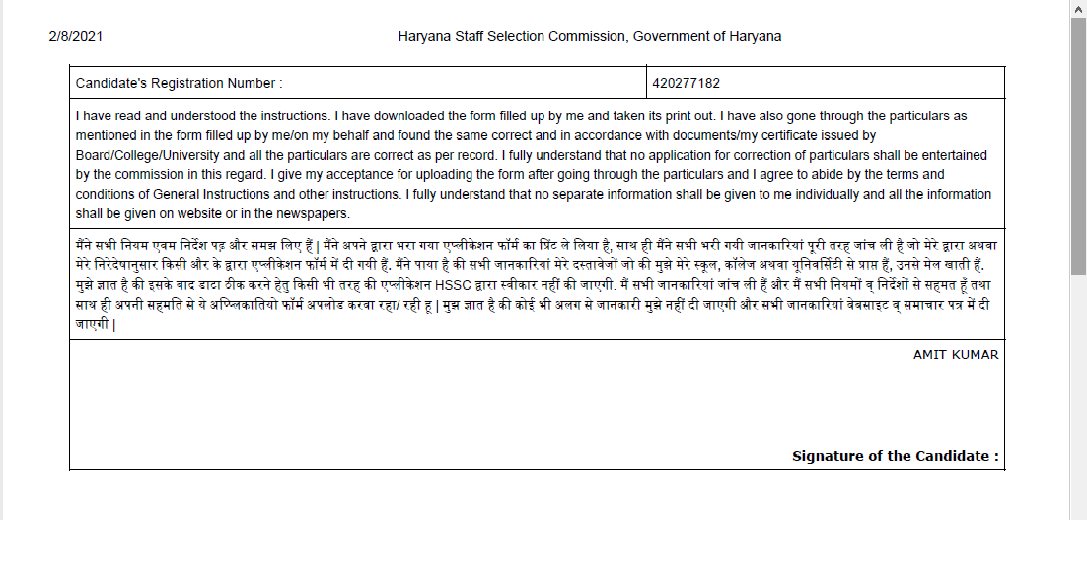 2/8/2021 Haryana Staff Selection Commission, Government of Haryana
Candidate's Registration Number : 420277182
I have read and understood the instructions. I have downloaded the form filled up by me and taken its print out. I have also gone through the particulars as
mentioned in the form filled up by me/on my behalf and found the same correct and in accordance with documents/my certificate issued by
Board/College/University and all the particulars are correct as per record. I fully understand that no application for correction of particulars shall be entertained
by the commission in this regard. I give my acceptance for uploading the form after going through the particulars and I agree to abide by the terms and
conditions of General Instructions and other instructions. I fully understand that no separate information shall be given to me individually and all the information
shall be given on website or in the newspapers.
मैंने सभी नियम एवम निर्देश पढ़ और समझ लिए हैं | मैंने अपने द्वारा भरा गया एप्लीकेशन फॉर्म का प्रिंट ले लिया है, साथ ही मैंने सभी भरी गयी जानकारियां पूरी तरह जांच ली है जो मेरे द्वारा अथवा
मेरे निरेदेषानुसार किसी और के द्वारा एप्लीकेशन फॉर्म में दी गयी हैं. मैंने पाया है की सभी जानकारियां मेरे दस्तावेजों जो की मुझे मेरे स्कूल, कॉलेज अथवा यूनिवर्सिटी से प्राप्त हैं, उनसे मेल खाती हैं.
मुझे ज्ञात है की इसके बाद डाटा ठीक करने हेतु किसी भी तरह की एप्लीकेशन HSSC द्वारा स्वीकार नहीं की जाएगी. मैं सभी जानकारियां जांच ली हैं और मैं सभी नियमों व् निर्देशों से सहमत हूँ तथा
साथ ही अपनी सहमति से ये अप्प्लिकातियो फॉर्म अपलोड करवा रहा/ रही हू | मुझ ज्ञात है की कोई भी अलग से जानकारी मुझे नहीं दी जाएगी और सभी जानकारियां वेबसाइट व् समाचार पत्र में दी
जाएगी |
AMIT KUMAR
Signature of the Candidate :